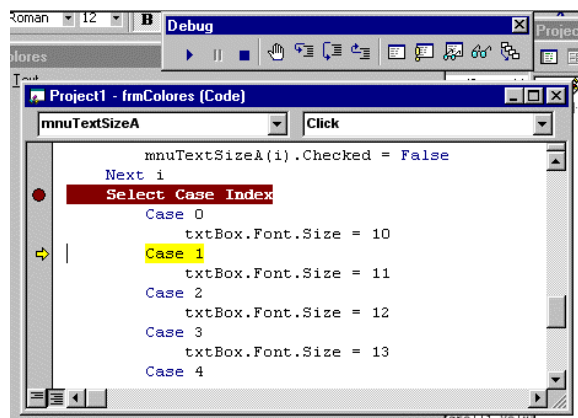 Roman 12 B
Debug
Projec
olores
Project1 - frmColores (Code)
mnuTextSizeA Click
mnuTextSizeA(i).Checked = False
Next i
Select Case Index
Case 0
txtBox.Font.Size = 10
Case 1
txtBox.Font.Size = 11
Case 2
txtBox.Font.Size = 12
Case 3
txtBox.Font.Size = 13
Case 4